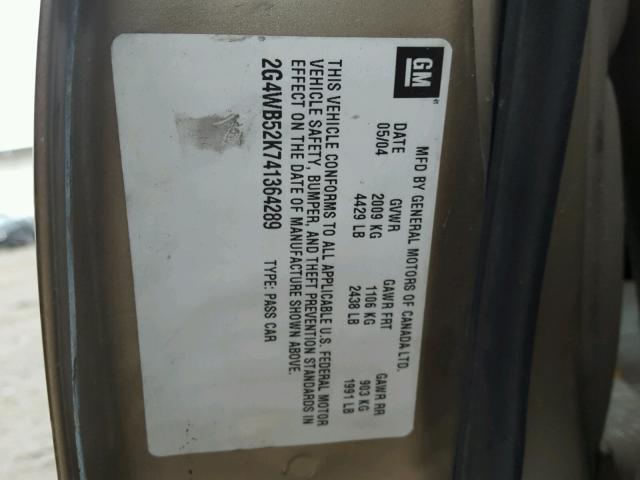 GM
MFD BY GENERAL MOTORS OF CANADA LTD.
DATE GVWR GAWR FRT GAWR RR
05/04 2009 KG 1106 KG 903 KG
4429 LB 2438 LB 1991 LB
THIS VEHICLE CONFORMS TO ALL APPLICABLE U.S. FEDERAL MOTOR
VEHICLE SAFETY, BUMPER, AND THEFT PREVENTION STANDARDS IN
EFFECT ON THE DATE OF MANUFACTURE SHOWN ABOVE.
2G4WB52K741364289 TYPE: PASS CAR